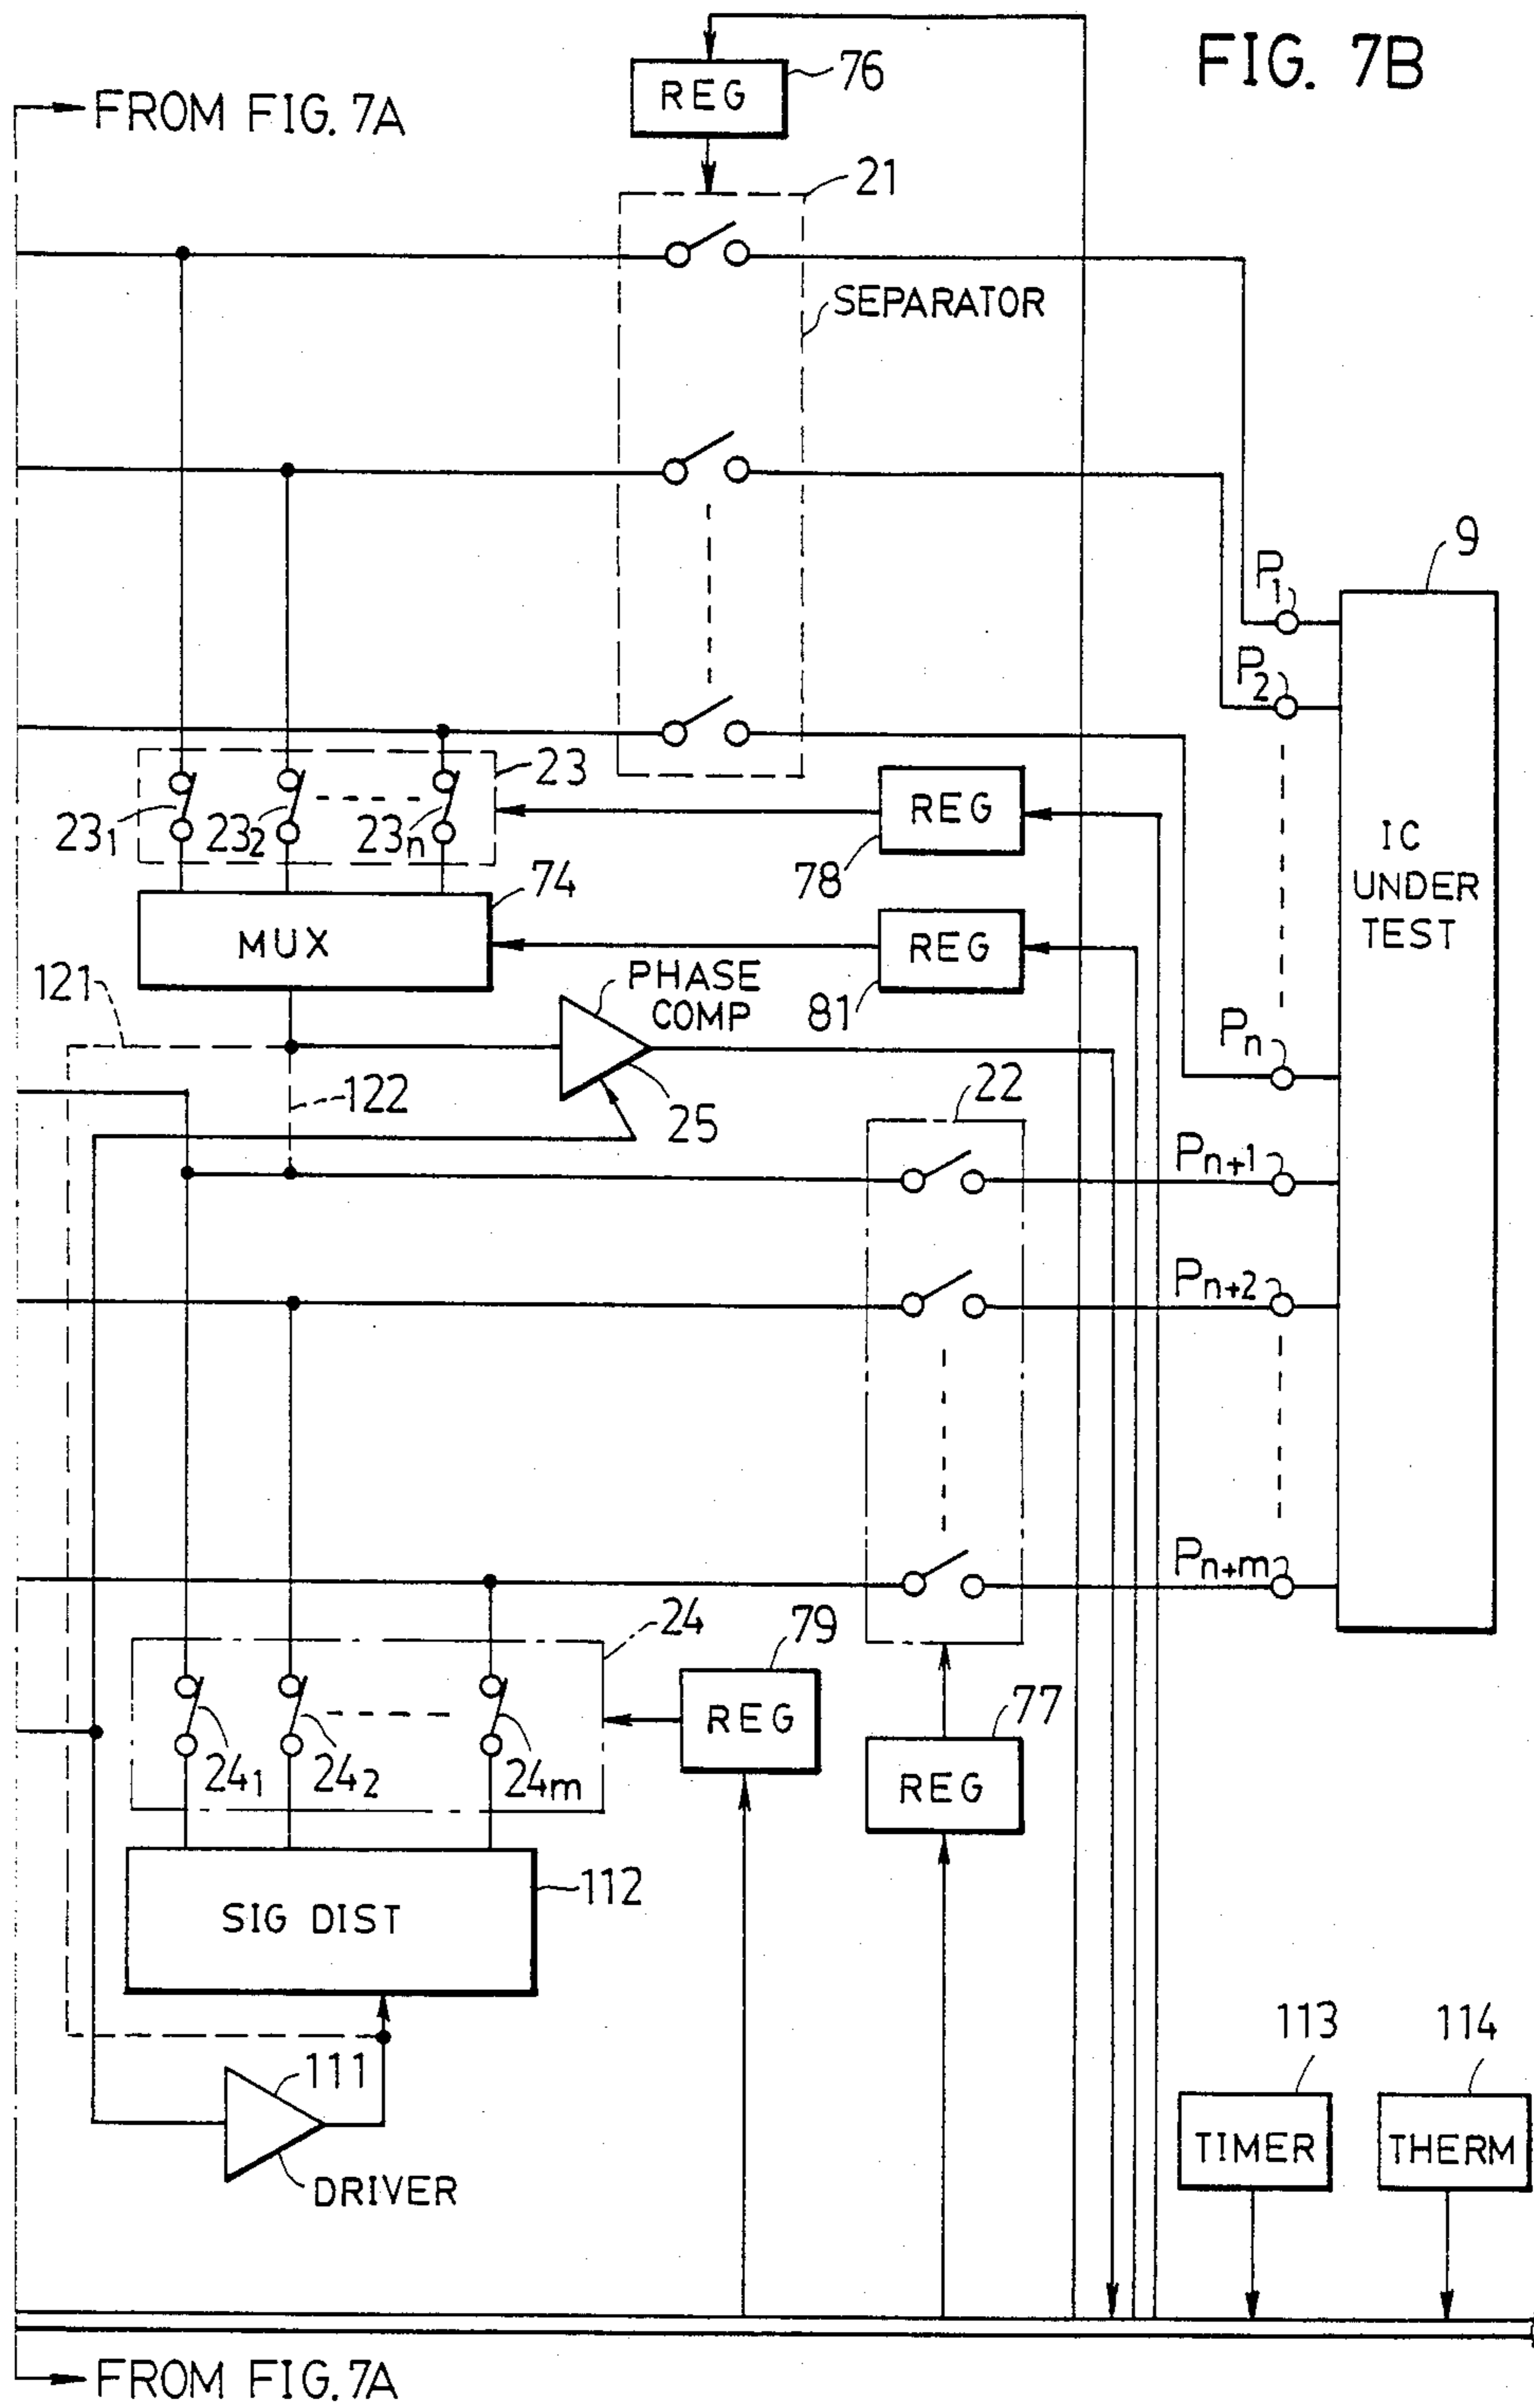 FIG. 7B
FROM FIG. 7A
REG
76
21
SEPARATOR
9
P1
P2
23
23₁
23₂
23n
REG
78
IC
UNDER
TEST
74
MUX
REG
81
PHASE
COMP
121
Pn
122
25
22
Pn+1
Pn+2
Pn+m
24
79
REG
77
REG
24₁
24₂
24m
112
SIG DIST
113
114
111
TIMER
THERM
DRIVER
FROM FIG. 7A